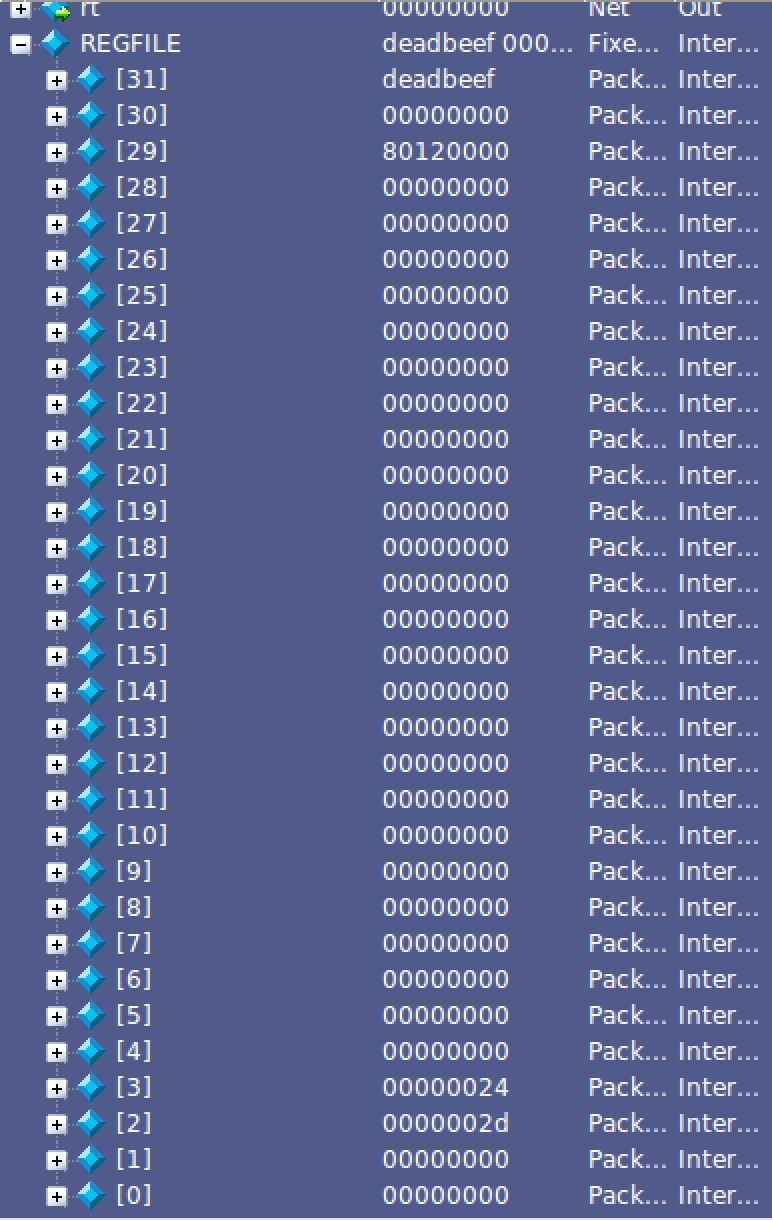 rt 00000000 Net Out
REGFILE deadbeef 000... Fixe... Inter...
[31] deadbeef Pack... Inter...
[30] 00000000 Pack... Inter...
[29] 80120000 Pack... Inter...
[28] 00000000 Pack... Inter...
[27] 00000000 Pack... Inter...
[26] 00000000 Pack... Inter...
[25] 00000000 Pack... Inter...
[24] 00000000 Pack... Inter...
[23] 00000000 Pack... Inter...
[22] 00000000 Pack... Inter...
[21] 00000000 Pack... Inter...
[20] 00000000 Pack... Inter...
[19] 00000000 Pack... Inter...
[18] 00000000 Pack... Inter...
[17] 00000000 Pack... Inter...
[16] 00000000 Pack... Inter...
[15] 00000000 Pack... Inter...
[14] 00000000 Pack... Inter...
[13] 00000000 Pack... Inter...
[12] 00000000 Pack... Inter...
[11] 00000000 Pack... Inter...
[10] 00000000 Pack... Inter...
[9] 00000000 Pack... Inter...
[8] 00000000 Pack... Inter...
[7] 00000000 Pack... Inter...
[6] 00000000 Pack... Inter...
[5] 00000000 Pack... Inter...
[4] 00000000 Pack... Inter...
[3] 00000024 Pack... Inter...
[2] 0000002d Pack... Inter...
[1] 00000000 Pack... Inter...
[0] 00000000 Pack... Inter...